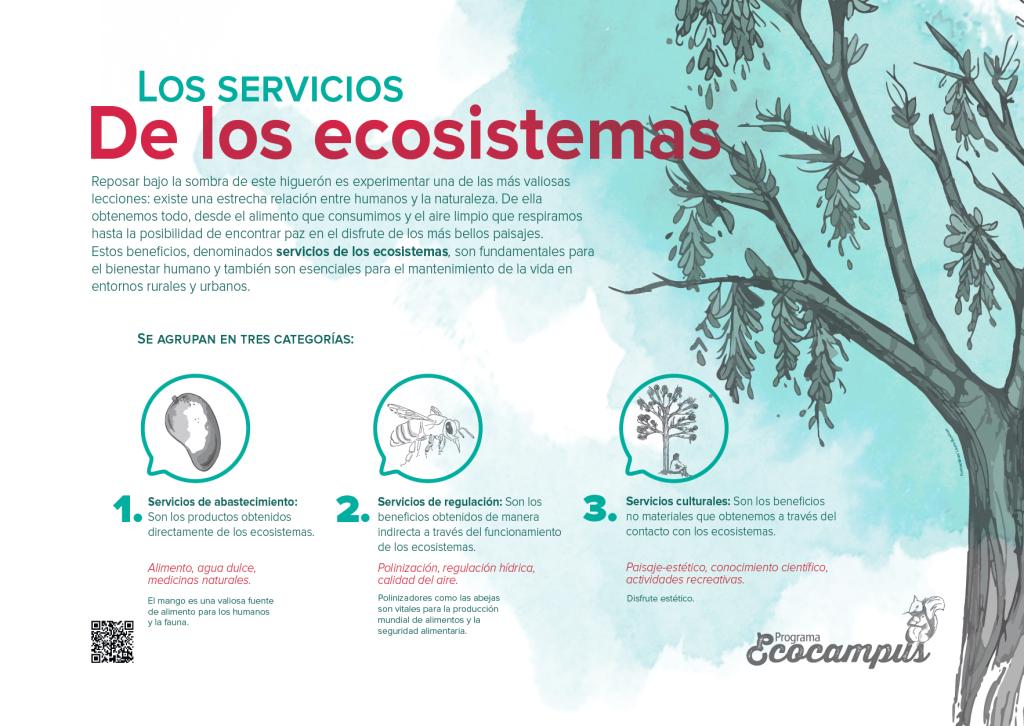 Los servicios
De los ecosistemas
Reposar bajo la sombra de este higuerón es experimentar una de las más valiosas
lecciones: existe una estrecha relación entre humanos y la naturaleza. De ella
obtenemos todo, desde el alimento que consumimos y el aire limpio que respiramos
hasta la posibilidad de encontrar paz en el disfrute de los más bellos paisajes.
Estos beneficios, denominados servicios de los ecosistemas, son fundamentales para
el bienestar humano y también son esenciales para el mantenimiento de la vida en
entornos rurales y urbanos.
Se agrupan en tres categorías:
1. Servicios de abastecimiento:
Son los productos obtenidos
directamente de los ecosistemas.
Alimento, agua dulce,
medicinas naturales.
El mango es una valiosa fuente
de alimento para los humanos
y la fauna.
2. Servicios de regulación: Son los
beneficios obtenidos de manera
indirecta a través del funcionamiento
de los ecosistemas.
Polinización, regulación hídrica,
calidad del aire.
Polinizadores como las abejas
son vitales para la producción
mundial de alimentos y la
seguridad alimentaria.
3. Servicios culturales: Son los beneficios
no materiales que obtenemos a través del
contacto con los ecosistemas.
Paisaje-estético, conocimiento científico,
actividades recreativas.
Disfrute estético.
Programa
Ecocampus